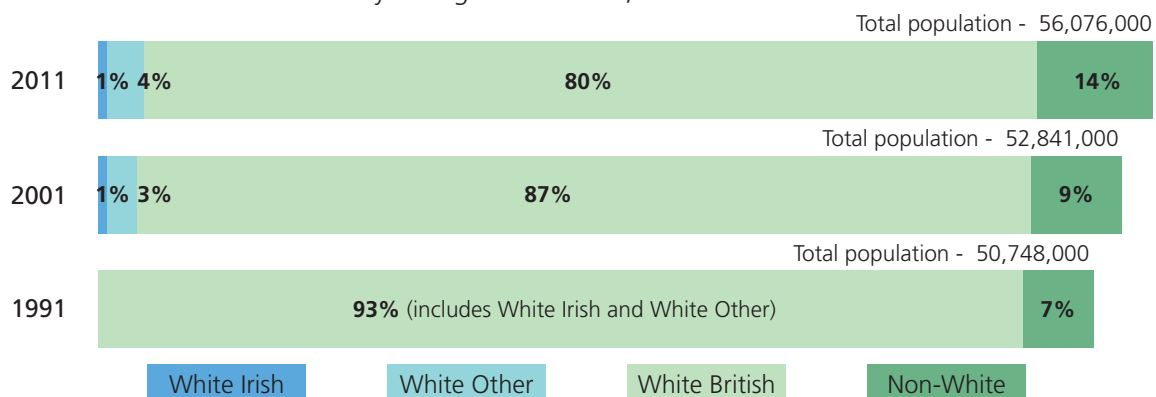 Total population - 56,076,000
2011 1% 4% 80% 14%
Total population - 52,841,000
2001 1% 3% 87% 9%
Total population - 50,748,000
1991 93% (includes White Irish and White Other) 7%
White Irish White Other White British Non-White